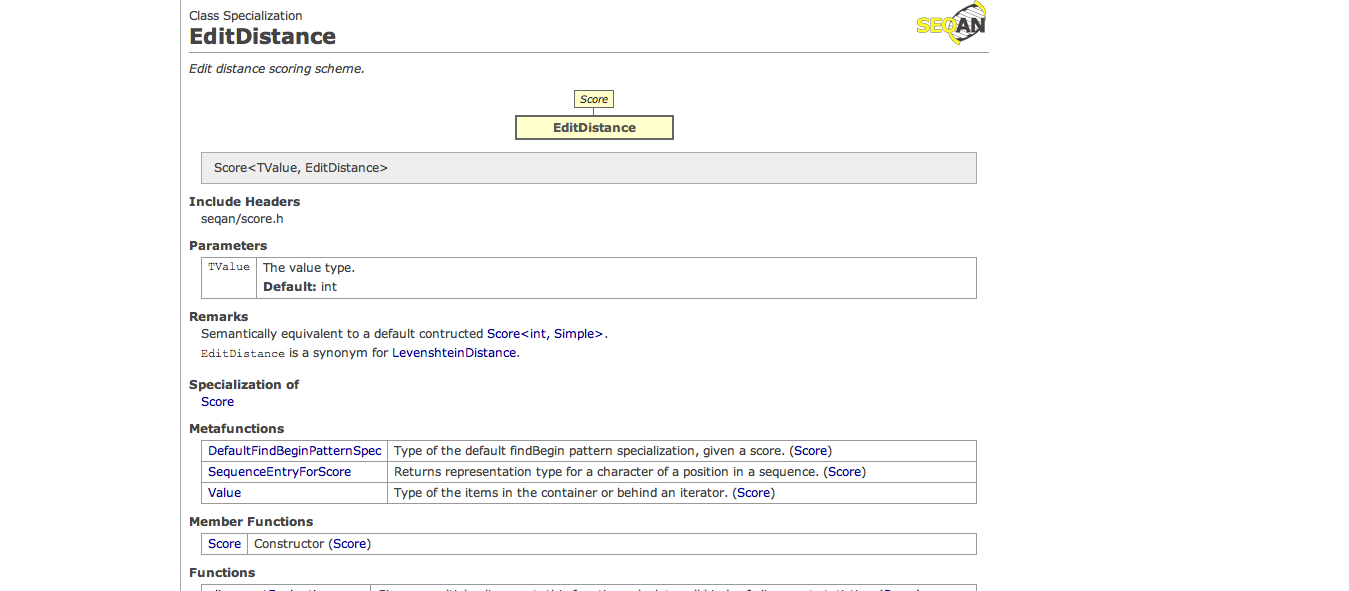 Class Specialization
EditDistance
SEQAN
Edit distance scoring scheme.
Score
EditDistance
Score<TValue, EditDistance>
Include Headers
seqan/score.h
Parameters
TValue The value type.
Default: int
Remarks
Semantically equivalent to a default contructed Score<int, Simple>.
EditDistance is a synonym for LevenshteinDistance.
Specialization of
Score
Metafunctions
DefaultFindBeginPatternSpec Type of the default findBegin pattern specialization, given a score. (Score)
SequenceEntryForScore Returns representation type for a character of a position in a sequence. (Score)
Value Type of the items in the container or behind an iterator. (Score)
Member Functions
Score Constructor (Score)
Functions